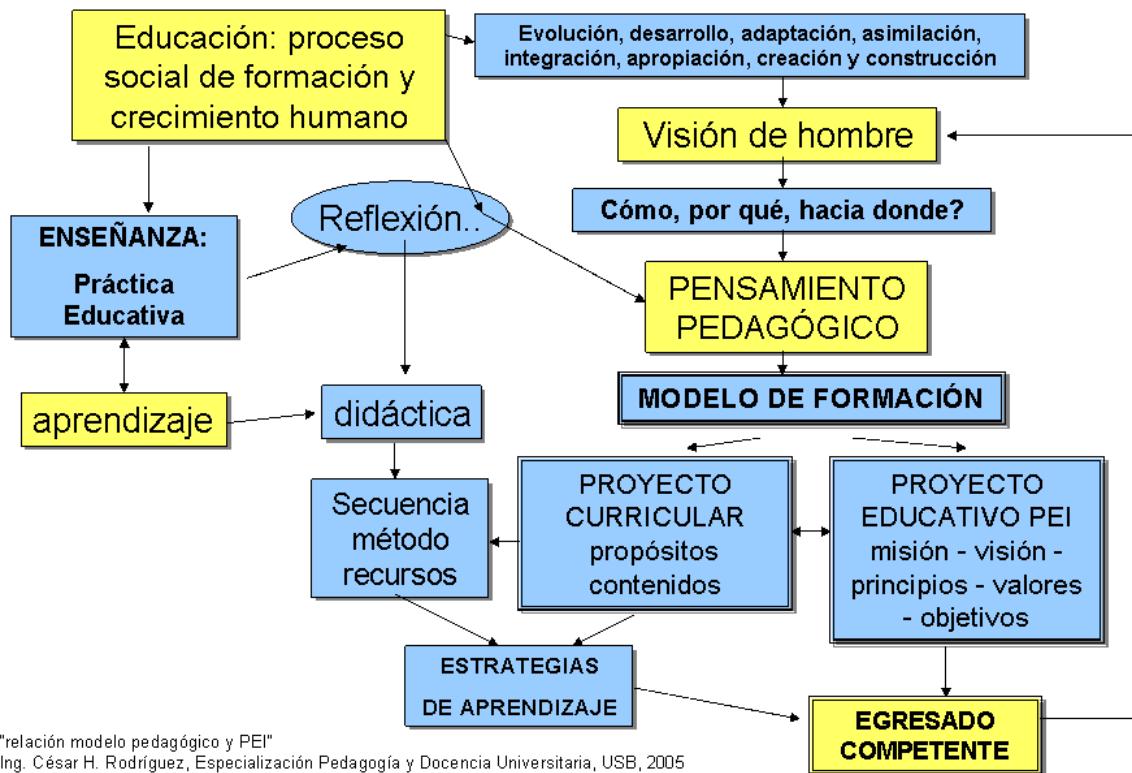 Educación: proceso
social de formación y
crecimiento humano
Evolución, desarrollo, adaptación, asimilación,
integración, apropiación, creación y construcción
Visión de hombre
Cómo, por qué, hacia donde?
Reflexión..
ENSEÑANZA:
Práctica
Educativa
PENSAMIENTO
PEDAGÓGICO
MODELO DE FORMACIÓN
aprendizaje
didáctica
Secuencia
método
recursos
PROYECTO
CURRICULAR
propósitos
contenidos
PROYECTO
EDUCATIVO PEI
misión - visión -
principios - valores
- objetivos
ESTRATEGIAS
DE APRENDIZAJE
EGRESADO
COMPETENTE
"relación modelo pedagógico y PEI"
Ing. César H. Rodríguez, Especialización Pedagogía y Docencia Universitaria, USB, 2005